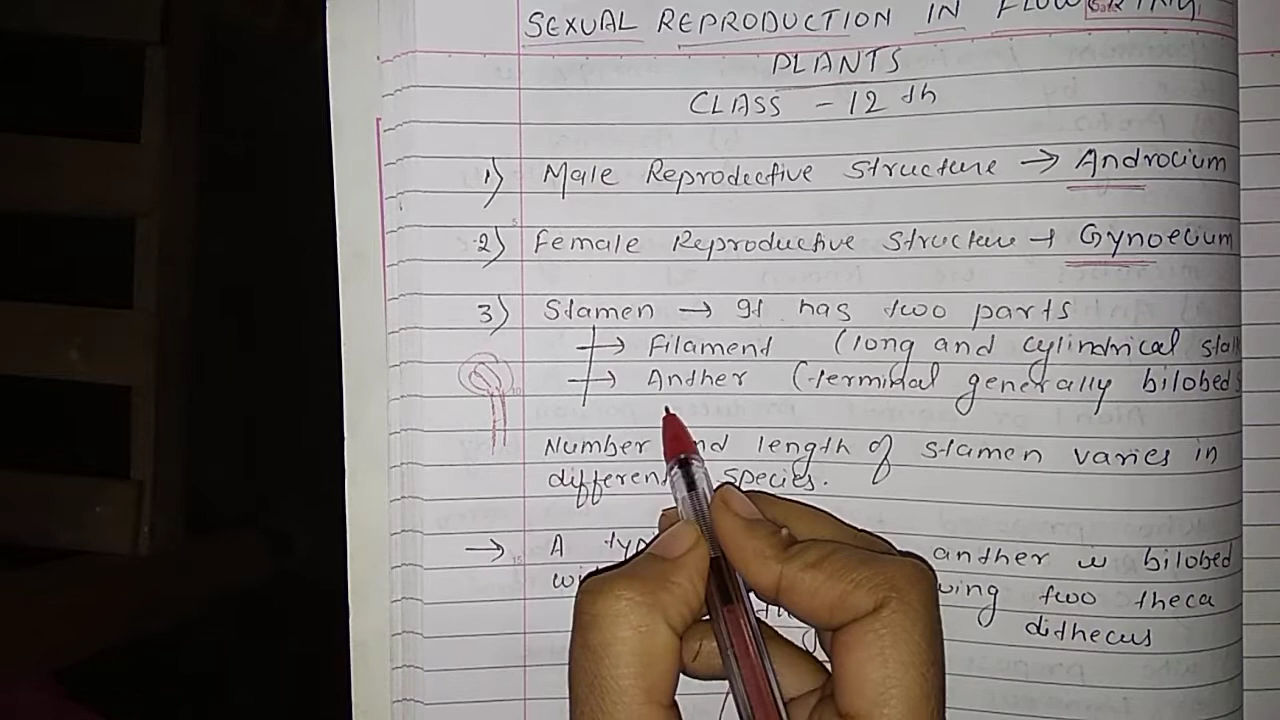 SEXUAL REPRODUCTION IN
PLANTS
CLASS - 12 th
1) Male Reproductive Structure → Androcium
2) Female Reproductive Structure → Gynoecium
3) Stamen → It has two parts
→ Filament (long and cylindrical
→ Anther (terminal generally bilobed
Number and length of stamen varies in
different species.
→ A anther is bilobed
two theca
dithecus